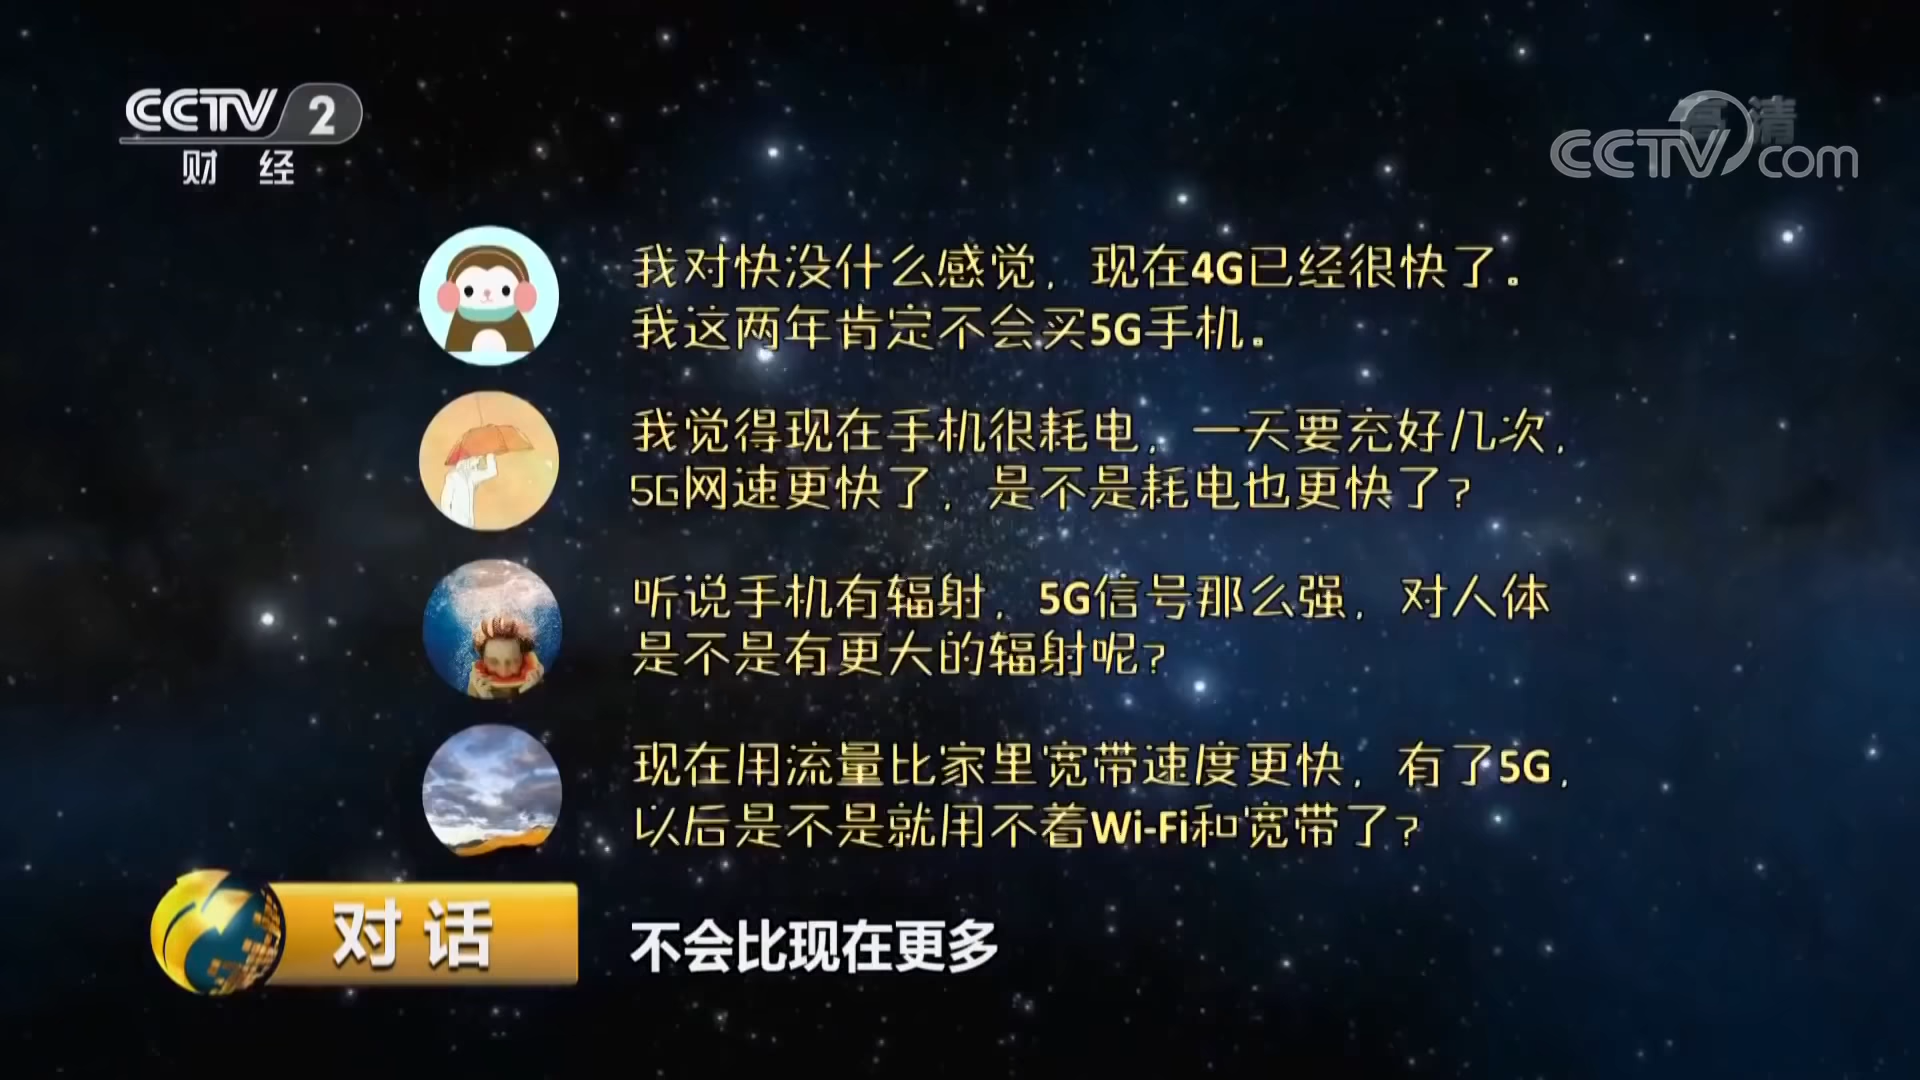 CCTV 2
财 经
高清
CCTV.com
我对快没什么感觉，现在4G已经很快了。
我这两年肯定不会买5G手机。
我觉得现在手机很耗电，一天要充好几次，
5G网速更快了，是不是耗电也更快了？
听说手机有辐射，5G信号那么强，对人体
是不是有更大的辐射呢？
现在用流量比家里宽带速度更快，有了5G，
以后是不是就用不着Wi-Fi和宽带了？
对话
不会比现在更多